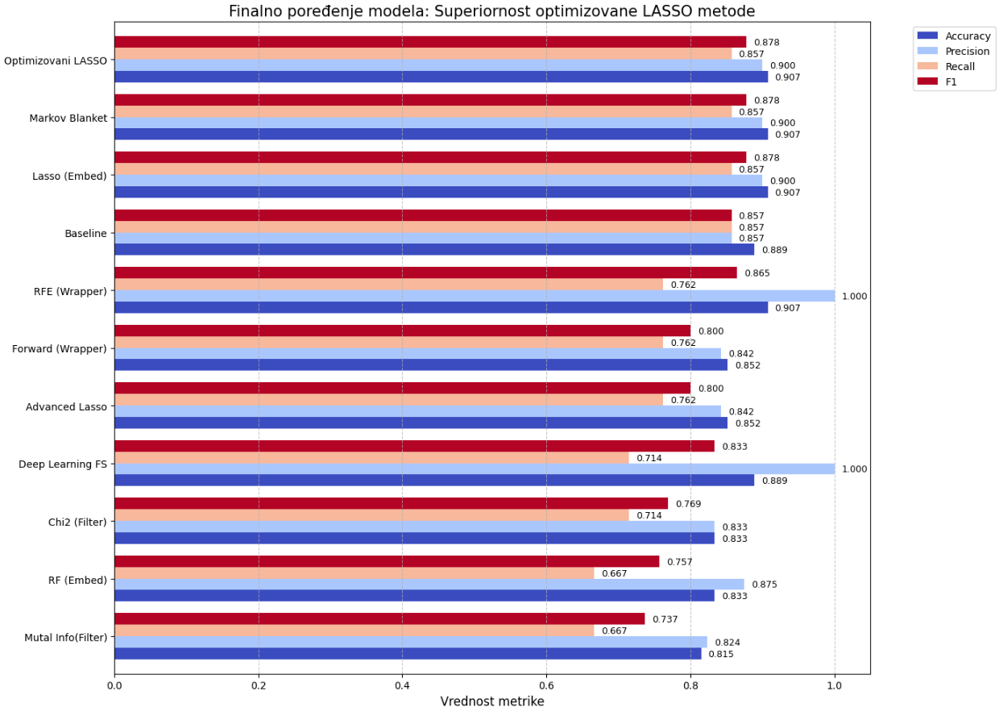 Finalno poređenje modela: Superiornost optimizovane LASSO metode
Accuracy
Precision
Recall
F1
Optimizovani LASSO
0.878
0.857
0.900
0.907
Markov Blanket
0.878
0.857
0.900
0.907
Lasso (Embed)
0.878
0.857
0.900
0.907
Baseline
0.857
0.857
0.857
0.889
RFE (Wrapper)
0.865
0.762
1.000
0.907
Forward (Wrapper)
0.800
0.762
0.842
0.852
Advanced Lasso
0.800
0.762
0.842
0.852
Deep Learning FS
0.833
0.714
1.000
0.889
Chi2 (Filter)
0.769
0.714
0.833
0.833
RF (Embed)
0.757
0.667
0.875
0.833
Mutal Info(Filter)
0.737
0.667
0.824
0.815
0.0 0.2 0.4 0.6 0.8 1.0
Vrednost metrike